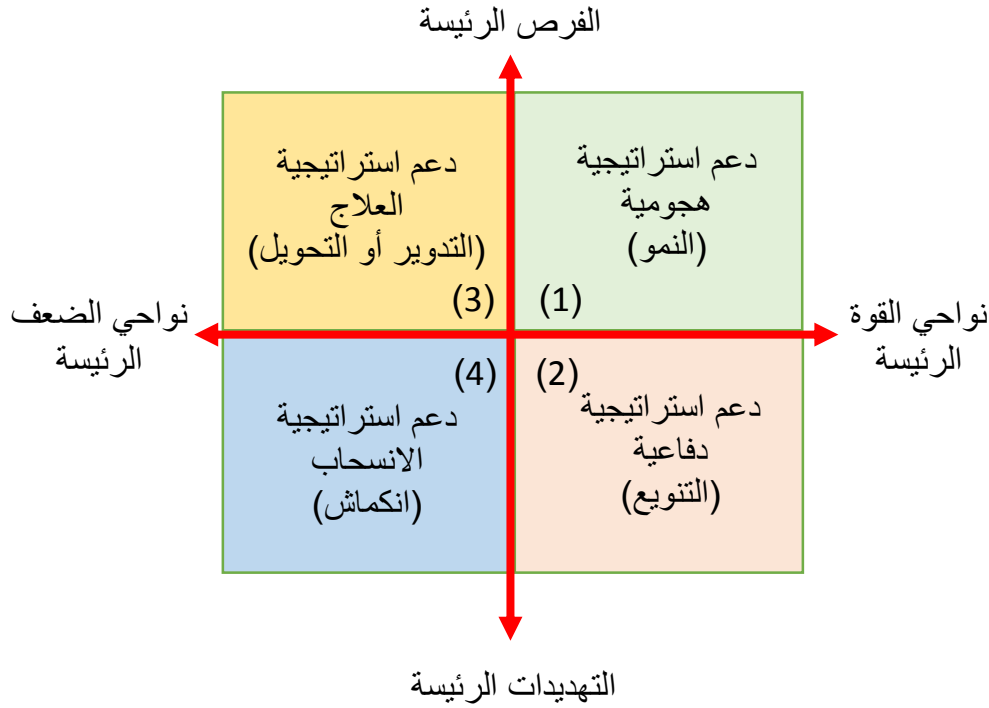 الفرص الرئيسة
دعم استراتيجية
هجومية
(النمو)
(1)
دعم استراتيجية
العلاج
(التدوير أو التحويل)
(3)
نواحي القوة
الرئيسة
نواحي الضعف
الرئيسة
(2)
دعم استراتيجية
دفاعية
(التنويع)
(4)
دعم استراتيجية
الانسحاب
(انكماش)
التهديدات الرئيسة